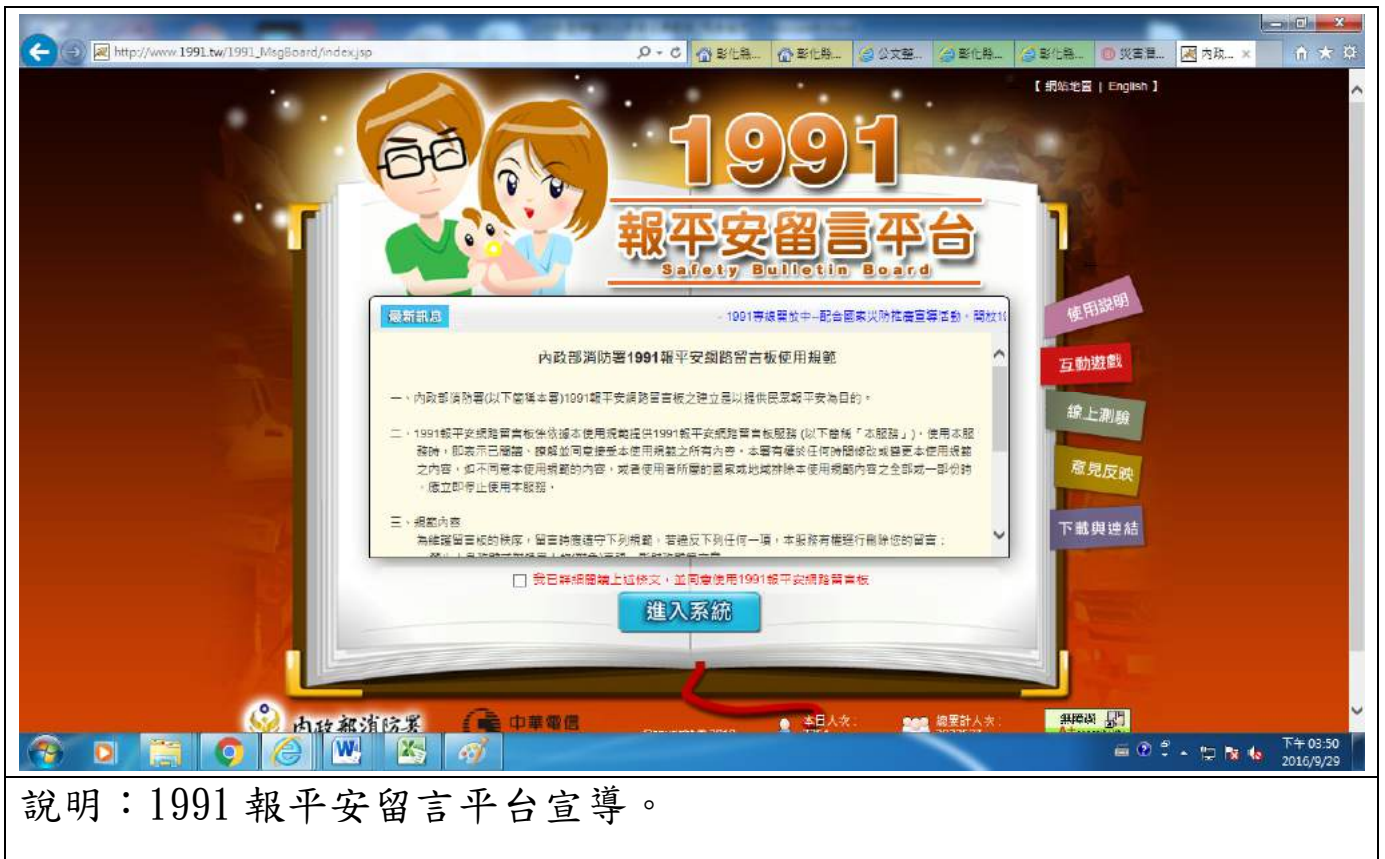 http://www.1991.tw/1991_MsgBoard/index.jsp
彰化縣...
彰化縣...
公文整...
彰化縣...
彰化縣...
內政...
【 網站地圖 | English 】
1991
報平安留言平台
Safety Bulletin Board
最新訊息
- 1991專線開放中--配合國家災防推廣宣導活動，開放1
內政部消防署1991報平安網路留言板使用規範
一、內政部消防署(以下簡稱本署)1991報平安網路留言板之建立是以提供民眾報平安為目的。
二、1991報平安網路留言板係依據本使用規範提供1991報平安網路留言板服務 (以下簡稱「本服務」)，使用本服
務時，即表示已閱讀、瞭解並同意接受本使用規範之所有內容。本署有權於任何時間修改或變更本使用規範
之內容，如不同意本使用規範的內容，或者使用者所屬的國家或地域排除本使用規範內容之全部或一部份時
，應立即停止使用本服務。
三、規範內容
為維護留言板的秩序，留言時應遵守下列規範，若違反下列任何一項，本服務有權逕行刪除您的留言：
我已詳細閱讀上述條文，並同意使用1991報平安網路留言板
進入系統
使用說明
互動遊戲
線上測驗
意見反映
下載與連結
內政部消防署
中華電信
本日人次：
總累計人次：
下午 03:50
2016/9/29
說明：1991 報平安留言平台宣導。